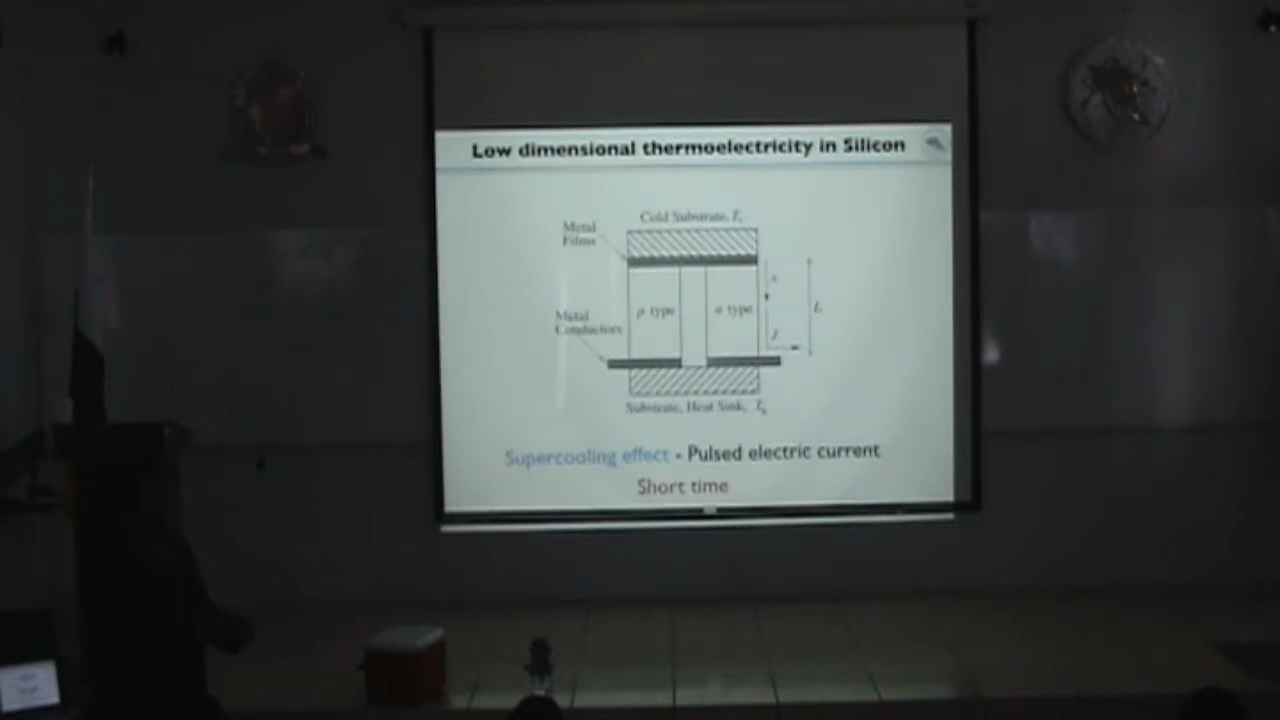 Low dimensional thermoelectricity in Silicon
Cold Substrate, T
Metal
Films
Metal
Conductors
p type
n type
x
L
J
Substrate, Heat Sink, Tₕ
Supercooling effect - Pulsed electric current
Short time